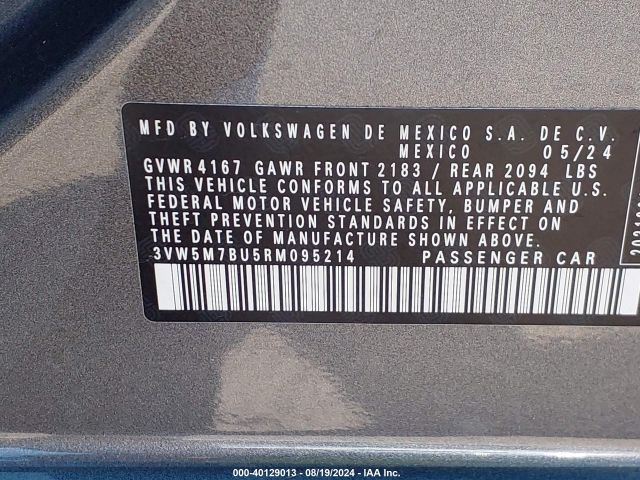 MFD BY VOLKSWAGEN DE MEXICO S.A. DE C.V.
MEXICO 05/24
GVWR 4167 GAWR FRONT 2183 / REAR 2094 LBS
THIS VEHICLE CONFORMS TO ALL APPLICABLE U.S.
FEDERAL MOTOR VEHICLE SAFETY, BUMPER AND
THEFT PREVENTION STANDARDS IN EFFECT ON
THE DATE OF MANUFACTURE SHOWN ABOVE.
3VW5M7BU5RM095214 PASSENGER CAR
000-40129013 - 08/19/2024 - IAA Inc.